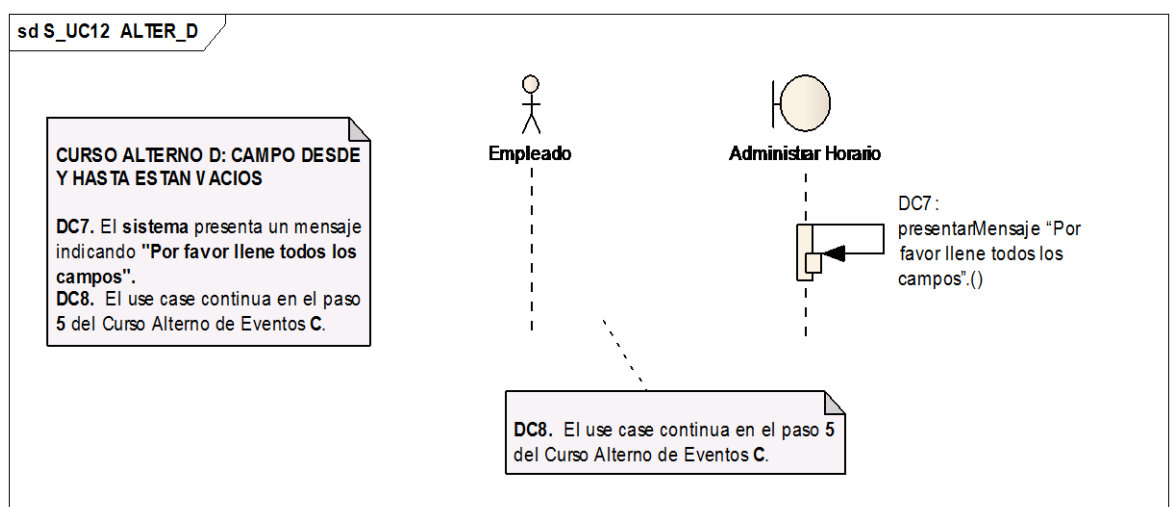 sd S_UC12 ALTER_D
CURSO ALTERNO D: CAMPO DESDE
Y HASTA ESTAN VACIOS
DC7. El sistema presenta un mensaje
indicando "Por favor llene todos los
campos".
DC8. El use case continua en el paso
5 del Curso Alterno de Eventos C.
Empleado
Administrar Horario
DC7 :
presentarMensaje “Por
favor llene todos los
campos”.()
DC8. El use case continua en el paso 5
del Curso Alterno de Eventos C.